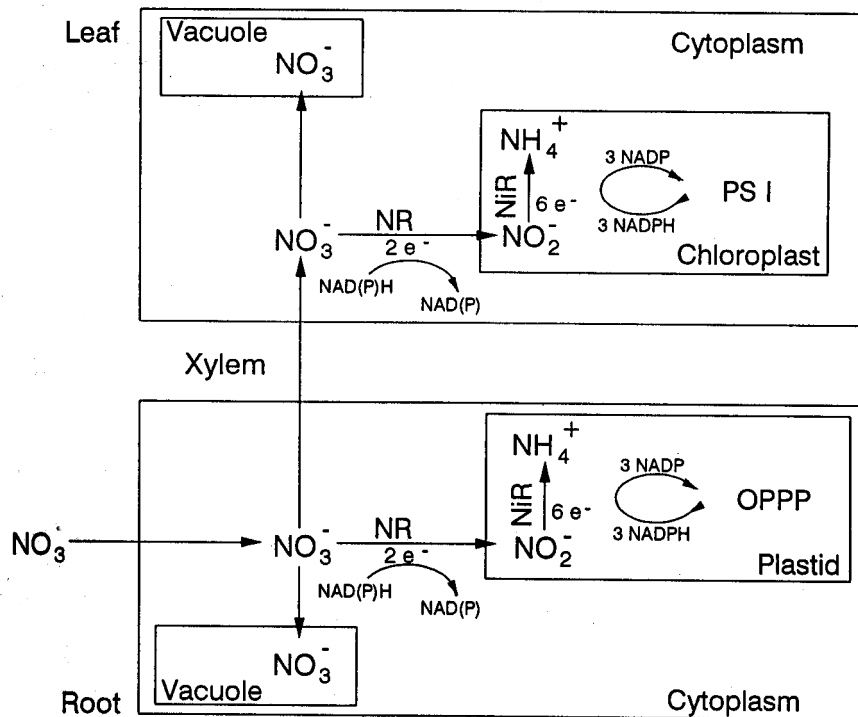 Leaf
Vacuole
NO3-
Cytoplasm
NH4+
NiR
6 e-
3 NADP
3 NADPH
PS I
NO3-
NR
2 e-
NAD(P)H
NAD(P)
NO2-
Chloroplast
Xylem
NH4+
NiR
6 e-
3 NADP
3 NADPH
OPPP
NO3-
NO3-
NR
2 e-
NAD(P)H
NAD(P)
NO2-
Plastid
NO3-
Vacuole
Root
Cytoplasm